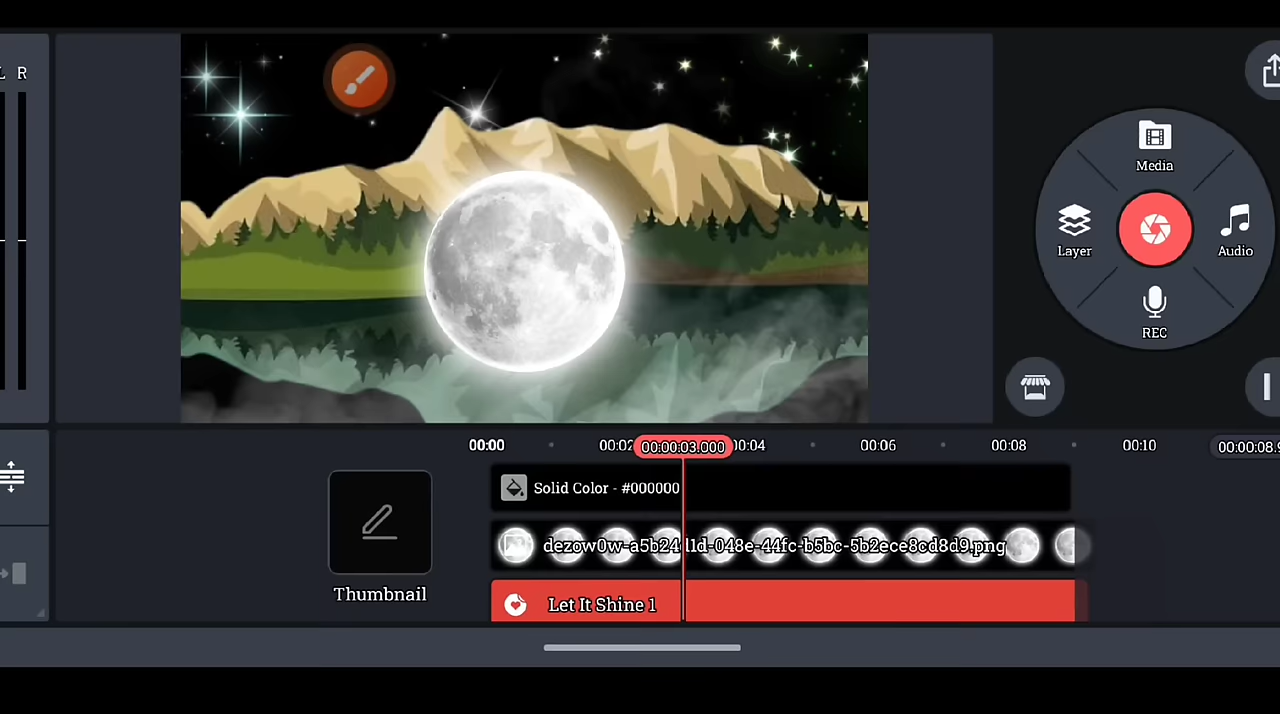 L R
Media
Layer
Audio
REC
00:00
00:02
00:00:03.000
00:04
00:06
00:08
00:10
00:00:08.9
Solid Color - #000000
dezow0w-a5b24d1d-048e-44fc-b5bc-5b2ece8cd8d9.png
Let It Shine 1
Thumbnail